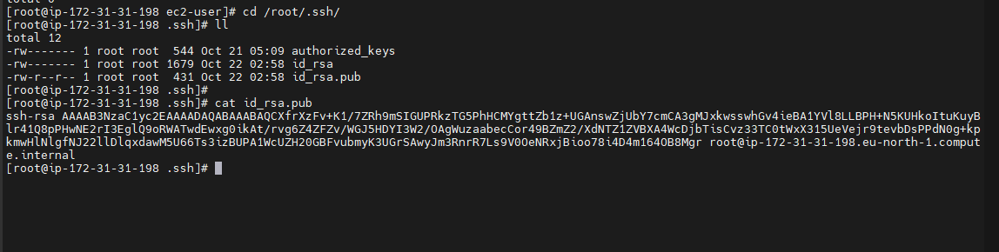 [root@ip-172-31-31-198 ec2-user]# cd /root/.ssh/
[root@ip-172-31-31-198 .ssh]# ll
total 12
-rw------- 1 root root  544 Oct 21 05:09 authorized_keys
-rw------- 1 root root 1679 Oct 22 02:58 id_rsa
-rw-r--r-- 1 root root  431 Oct 22 02:58 id_rsa.pub
[root@ip-172-31-31-198 .ssh]#
[root@ip-172-31-31-198 .ssh]# cat id_rsa.pub
ssh-rsa AAAAB3NzaC1yc2EAAAADAQABAAABAQCXfrXzFv+K1/7ZRh9mSIGUPRkzTG5PhHCMYgttZb1z+UGAnswZjUbY7cmCA3gMJxkwsswhGv4ieBA1YVl8LLBPH+N5KUHkoItuKuyB
lr41Q8pPHwNE2rI3EglQ9oRWATwdEwxg0ikAt/rvg6Z4ZFZv/WGJ5HDYI3W2/OAgWuzaabecCor49BZmZ2/XdNTZ1ZVBXA4WcDjbTisCvz33TC0tWxX315UeVejr9tevbDsPPdN0g+kp
kmwHlNlgfNJ22llDlqxdawM5U66Ts3izBUPA1WcUZH20GBFvubmyK3UGrSAwyJm3RnrR7Ls9V0OeNRxjBioo78i4D4m164OB8Mgr root@ip-172-31-31-198.eu-north-1.comput
e.internal
[root@ip-172-31-31-198 .ssh]#